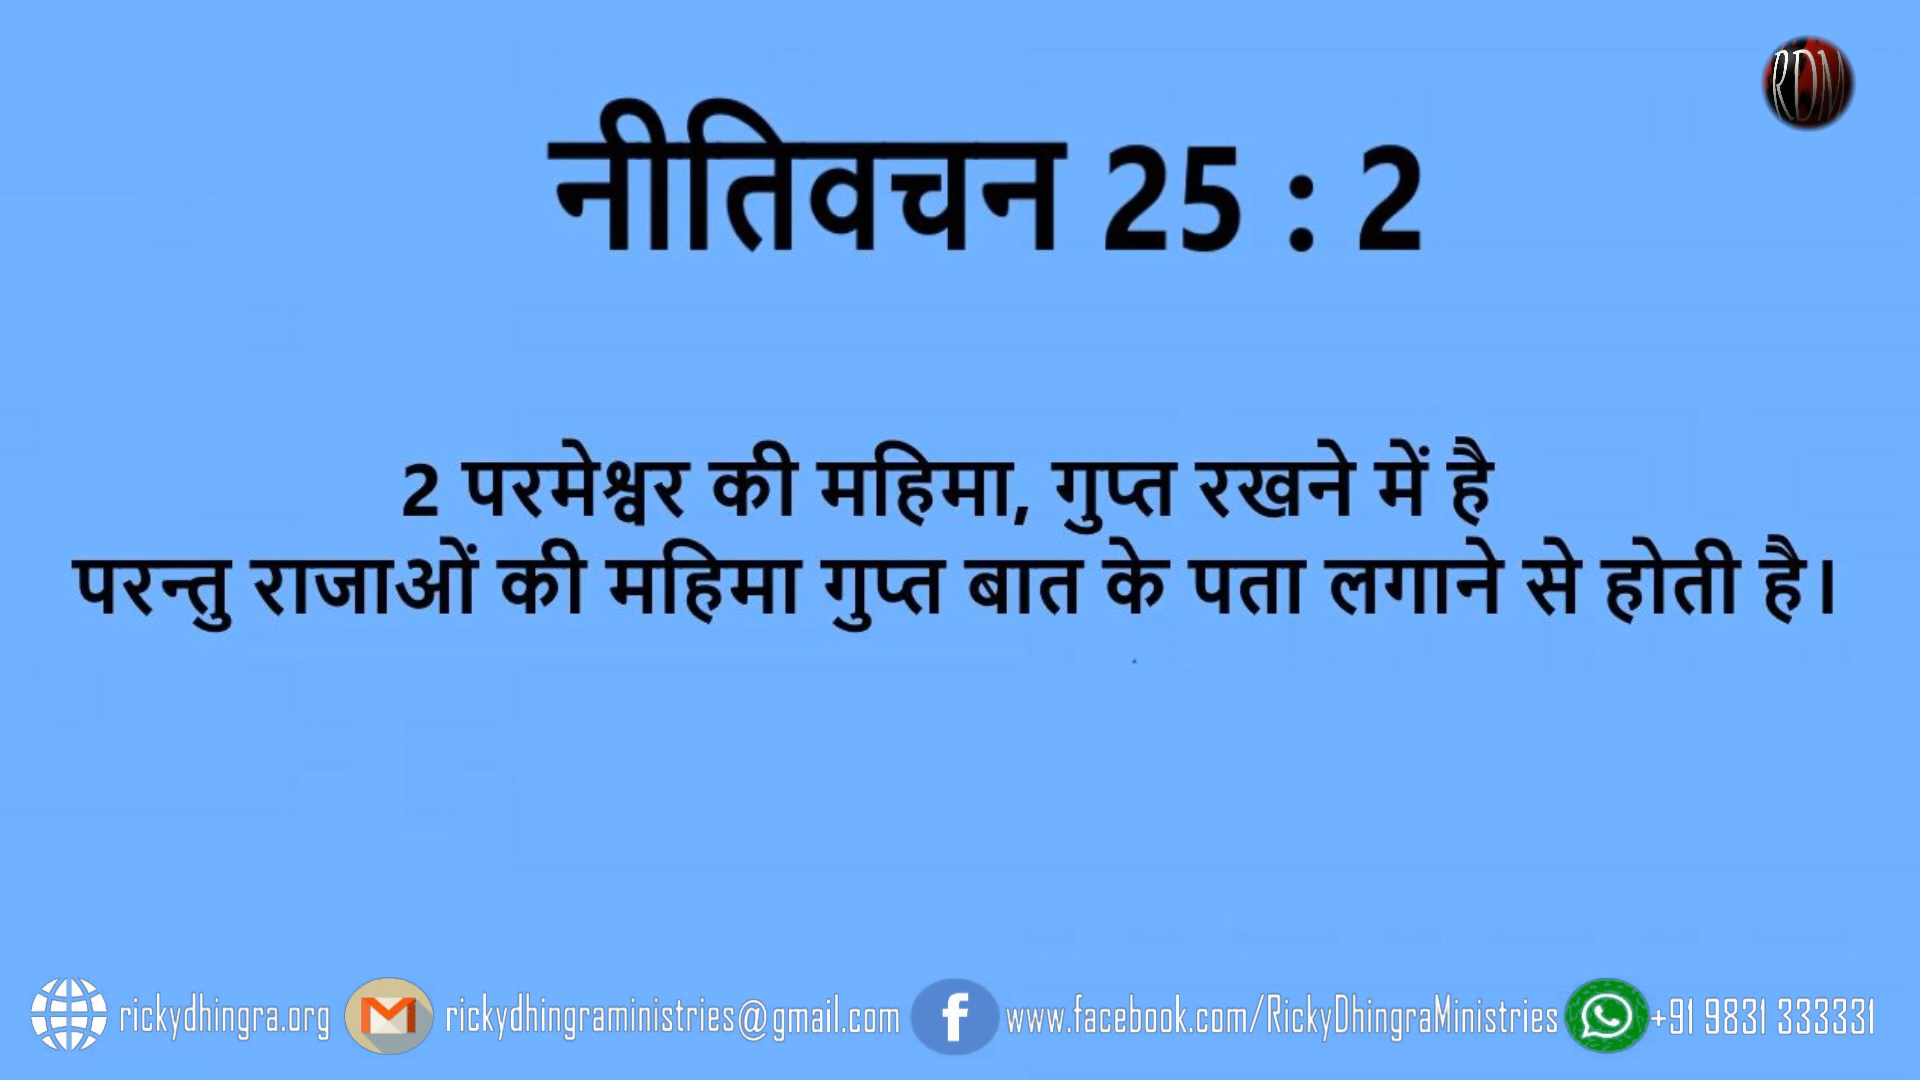 RDM
नीतिवचन 25 : 2
2 परमेश्वर की महिमा, गुप्त रखने में है
परन्तु राजाओं की महिमा गुप्त बात के पता लगाने से होती है।
rickydhingra.org rickydhingraministries@gmail.com www.facebook.com/RickyDhingraMinistries +91 9831 333331